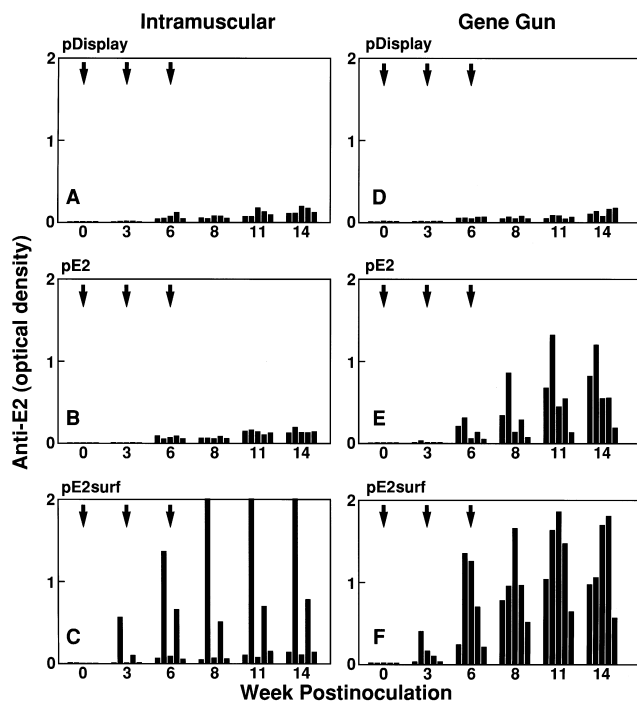 Intramuscular
Gene Gun
pDisplay
pDisplay
2
1
0
A
0 3 6 8 11 14
2
1
0
D
0 3 6 8 11 14
pE2
pE2
2
1
0
B
0 3 6 8 11 14
2
1
0
E
0 3 6 8 11 14
pE2surf
pE2surf
2
1
0
C
0 3 6 8 11 14
2
1
0
F
0 3 6 8 11 14
Anti-E2 (optical density)
Week Postinoculation